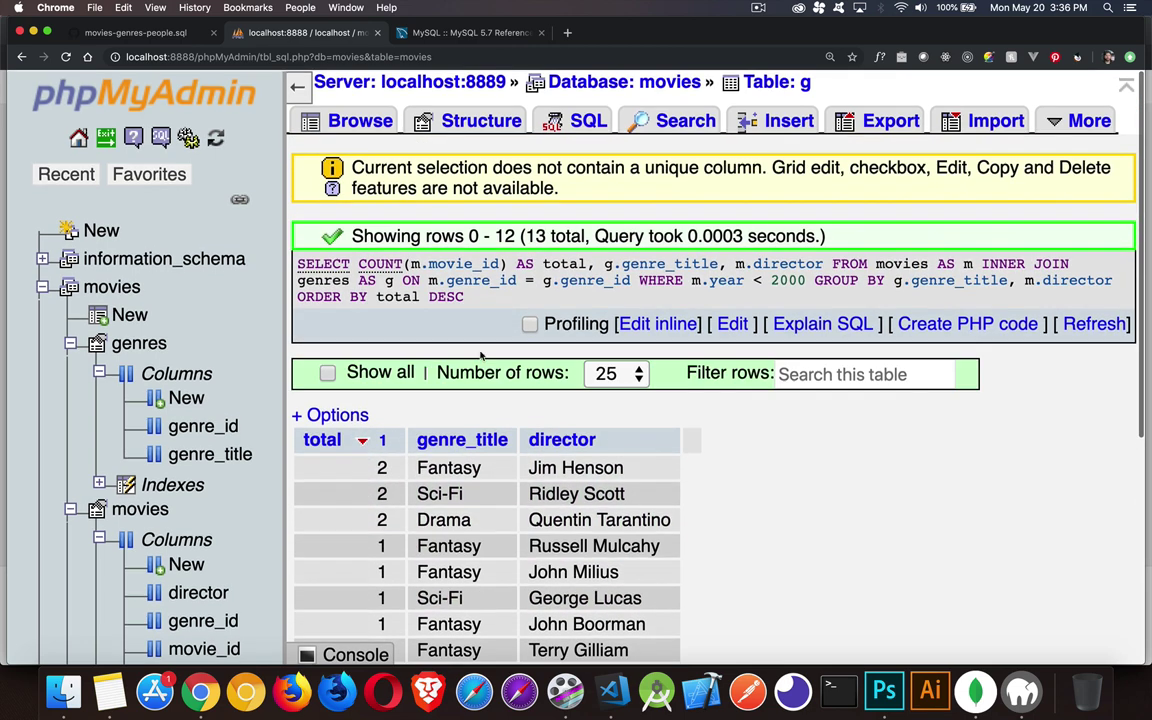 Chrome File Edit View History Bookmarks People Window Help 100% Mon May 20 3:36 PM
movies-genres-people.sql × localhost:8888 / localhost / mo × MySQL :: MySQL 5.7 Referenc × +
localhost:8888/phpMyAdmin/tbl_sql.php?db=movies&table=movies
phpMyAdmin
Recent Favorites
New
information_schema
movies
New
genres
Columns
New
genre_id
genre_title
Indexes
movies
Columns
New
director
genre_id
movie_id
Server: localhost:8889 » Database: movies » Table: g
Browse Structure SQL Search Insert Export Import More
Current selection does not contain a unique column. Grid edit, checkbox, Edit, Copy and Delete
features are not available.
Showing rows 0 - 12 (13 total, Query took 0.0003 seconds.)
SELECT COUNT(m.movie_id) AS total, g.genre_title, m.director FROM movies AS m INNER JOIN
genres AS g ON m.genre_id = g.genre_id WHERE m.year < 2000 GROUP BY g.genre_title, m.director
ORDER BY total DESC
Profiling [Edit inline] [ Edit ] [ Explain SQL ] [ Create PHP code ] [ Refresh]
Show all | Number of rows: 25 Filter rows: Search this table
+ Options
total 1 genre_title director
2 Fantasy Jim Henson
2 Sci-Fi Ridley Scott
2 Drama Quentin Tarantino
1 Fantasy Russell Mulcahy
1 Fantasy John Milius
1 Sci-Fi George Lucas
1 Fantasy John Boorman
Fantasy Terry Gilliam
Console
Ps Ai